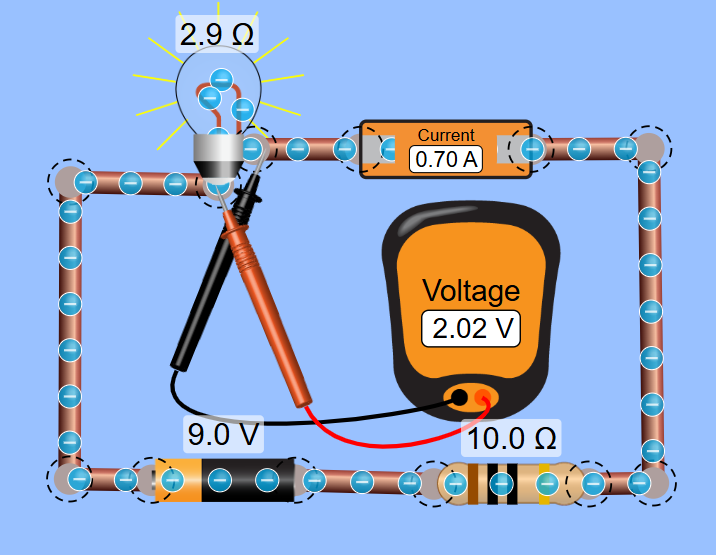 2.9 Ω
Current
0.70 A
Voltage
2.02 V
9.0 V
10.0 Ω